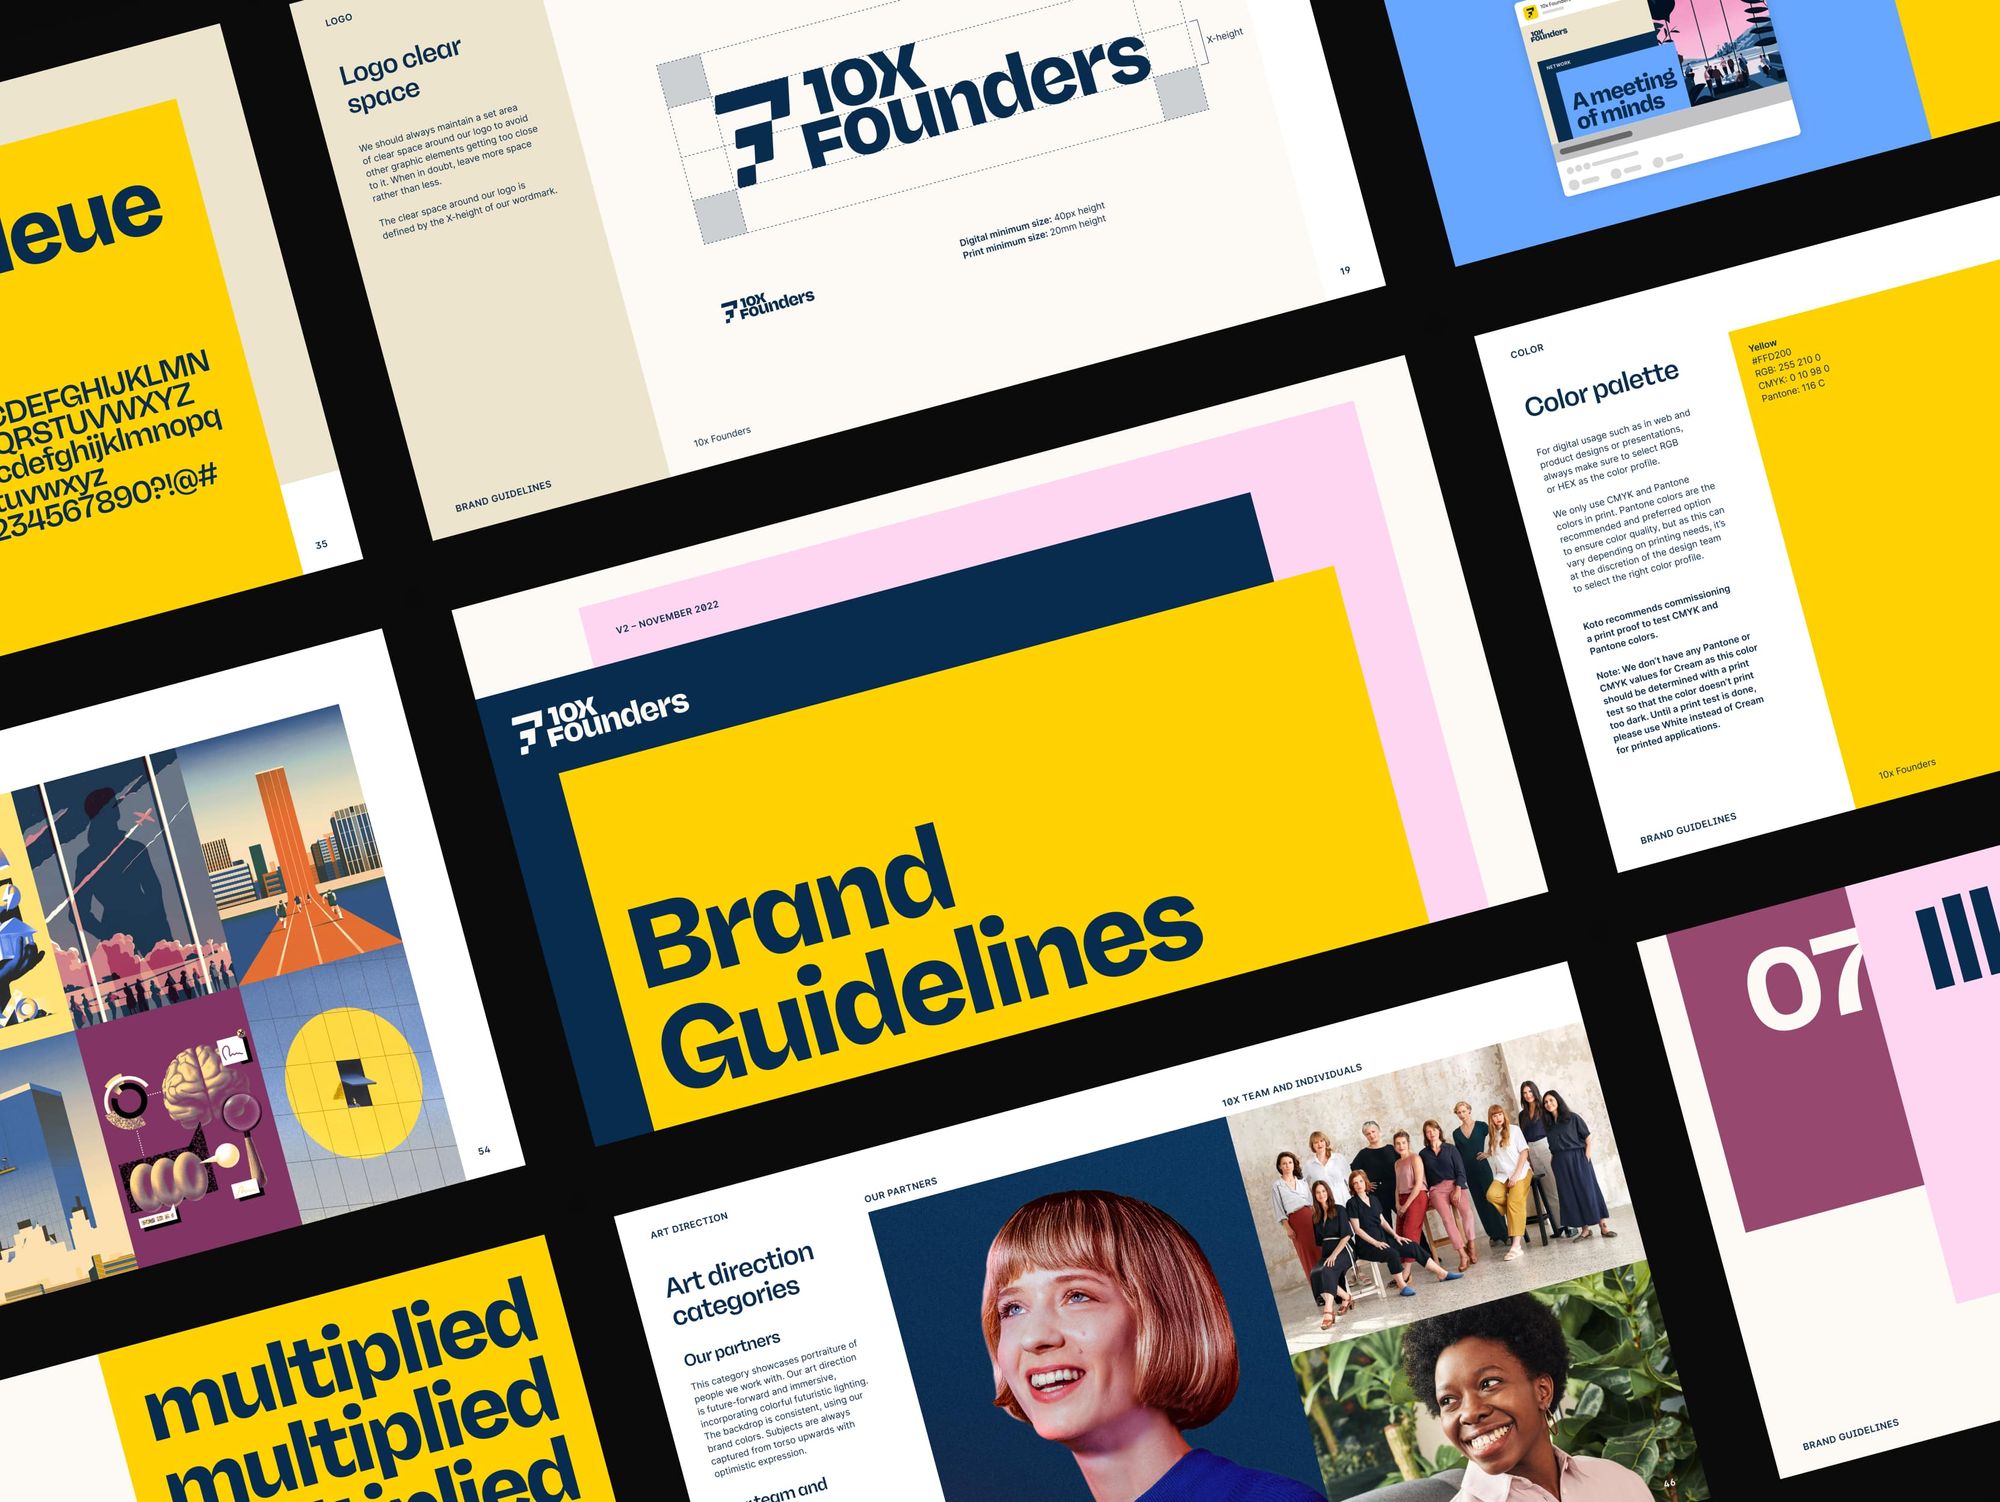 eue
CDEFGHIJKLMN
QRSTUVWXYZ
cdefghijklmnopq
tuvwxyz
234567890?!@#
35
LOGO
Logo clear
space
We should always maintain a set area
of clear space around our logo to avoid
other graphic elements getting too close
to it. When in doubt, leave more space
rather than less.
The clear space around our logo is
defined by the X-height of our wordmark.
BRAND GUIDELINES
10X
Founders
X-height
Digital minimum size: 40px height
Print minimum size: 20mm height
10X
Founders
10x Founders
19
10x Founders
10X
Founders
NETWORK
A meeting
of minds
COLOR
Color palette
For digital usage such as in web and
product designs or presentations,
always make sure to select RGB
or HEX as the color profile.
We only use CMYK and Pantone
colors in print. Pantone colors are the
recommended and preferred option
to ensure color quality, but as this can
vary depending on printing needs, it's
at the discretion of the design team
to select the right color profile.
Koto recommends commissioning
a print proof to test CMYK and
Pantone colors.
Note: We don't have any Pantone or
CMYK values for Cream as this color
should be determined with a print
test so that the color doesn't print
too dark. Until a print test is done,
please use White instead of Cream
for printed applications.
BRAND GUIDELINES
Yellow
#FFD200
RGB: 255 210 0
CMYK: 0 10 98 0
Pantone: 116 C
10x Founders
V2 – NOVEMBER 2022
10X
Founders
Brand
Guidelines
54
multiplied
multiplied
multiplied
ART DIRECTION
Art direction
categories
Our partners
This category showcases portraiture of
people we work with. Our art direction
is future-forward and immersive,
incorporating colorful futuristic lighting.
The backdrop is consistent, using our
brand colors. Subjects are always
captured from torso upwards with
optimistic expression.
team and
OUR PARTNERS
10X TEAM AND INDIVIDUALS
46
07
BRAND GUIDELINES